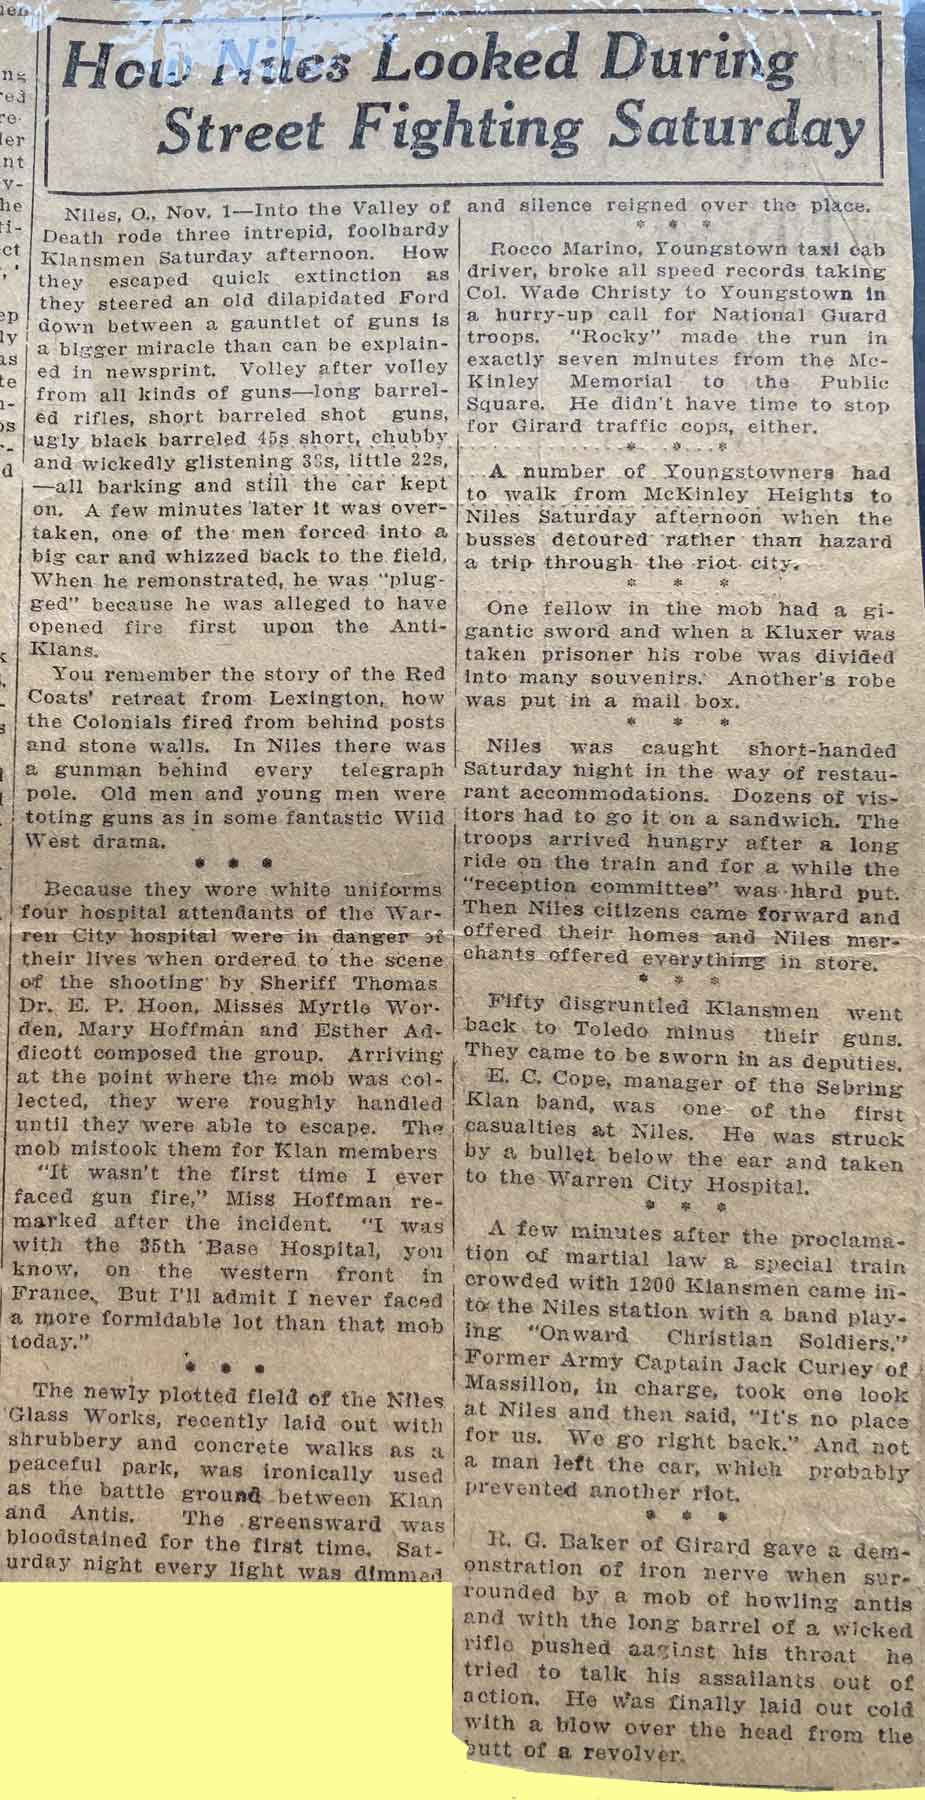 How Niles Looked During
Street Fighting Saturday
Niles, O., Nov. 1—Into the Valley of
Death rode three intrepid, foolhardy
Klansmen Saturday afternoon. How
they escaped quick extinction as
they steered an old dilapidated Ford
down between a gauntlet of guns is
a bigger miracle than can be explain-
ed in newsprint. Volley after volley
from all kinds of guns—long barrel-
ed rifles, short barreled shot guns,
ugly black barreled 45s short, chubby
and wickedly glistening 38s, little 22s,
—all barking and still the car kept
on. A few minutes later it was over-
taken, one of the men forced into a
big car and whizzed back to the field.
When he remonstrated, he was "plug-
ged" because he was alleged to have
opened fire first upon the Anti-
Klans.
You remember the story of the Red
Coats' retreat from Lexington, how
the Colonials fired from behind posts
and stone walls. In Niles there was
a gunman behind every telegraph
pole. Old men and young men were
toting guns as in some fantastic Wild
West drama.
* * *
Because they wore white uniforms
four hospital attendants of the War-
ren City hospital were in danger of
their lives when ordered to the scene
of the shooting by Sheriff Thomas
Dr. E. P. Hoon, Misses Myrtle Wor-
den, Mary Hoffman and Esther Ad-
dicott composed the group. Arriving
at the point where the mob was col-
lected, they were roughly handled
until they were able to escape. The
mob mistook them for Klan members
"It wasn't the first time I ever
faced gun fire," Miss Hoffman re-
marked after the incident. "I was
with the 35th Base Hospital, you
know, on the western front in
France. But I'll admit I never faced
a more formidable lot than that mob
today."
* * *
The newly plotted field of the Niles
Glass Works, recently laid out with
shrubbery and concrete walks as a
peaceful park, was ironically used
as the battle ground between Klan
and Antis. The greensward was
bloodstained for the first time. Sat-
urday night every light was dimmed
and silence reigned over the place.
* * *
Rocco Marino, Youngstown taxi cab
driver, broke all speed records taking
Col. Wade Christy to Youngstown in
a hurry-up call for National Guard
troops. "Rocky" made the run in
exactly seven minutes from the Mc-
Kinley Memorial to the Public
Square. He didn't have time to stop
for Girard traffic cops, either.
* * *
A number of Youngstowners had
to walk from McKinley Heights to
Niles Saturday afternoon when the
busses detoured rather than hazard
a trip through the riot city.
* * *
One fellow in the mob had a gi-
gantic sword and when a Kluxer was
taken prisoner his robe was divided
into many souvenirs. Another's robe
was put in a mail box.
* * *
Niles was caught short-handed
Saturday night in the way of restau-
rant accommodations. Dozens of vis-
itors had to go it on a sandwich. The
troops arrived hungry after a long
ride on the train and for a while the
"reception committee" was hard put.
Then Niles citizens came forward and
offered their homes and Niles mer-
chants offered everything in store.
* * *
Fifty disgruntled Klansmen went
back to Toledo minus their guns.
They came to be sworn in as deputies.
E. C. Cope, manager of the Sebring
Klan band, was one of the first
casualties at Niles. He was struck
by a bullet below the ear and taken
to the Warren City Hospital.
* * *
A few minutes after the proclama-
tion of martial law a special train
crowded with 1200 Klansmen came in-
to the Niles station with a band play-
ing "Onward Christian Soldiers."
Former Army Captain Jack Curley of
Massillon, in charge, took one look
at Niles and then said, "It's no place
for us. We go right back." And not
a man left the car, which probably
prevented another riot.
* * *
R. G. Baker of Girard gave a dem-
onstration of iron nerve when sur-
rounded by a mob of howling antis
and with the long barrel of a wicked
rifle pushed aaginst his throat he
tried to talk his assailants out of
action. He was finally laid out cold
with a blow over the head from the
butt of a revolver.